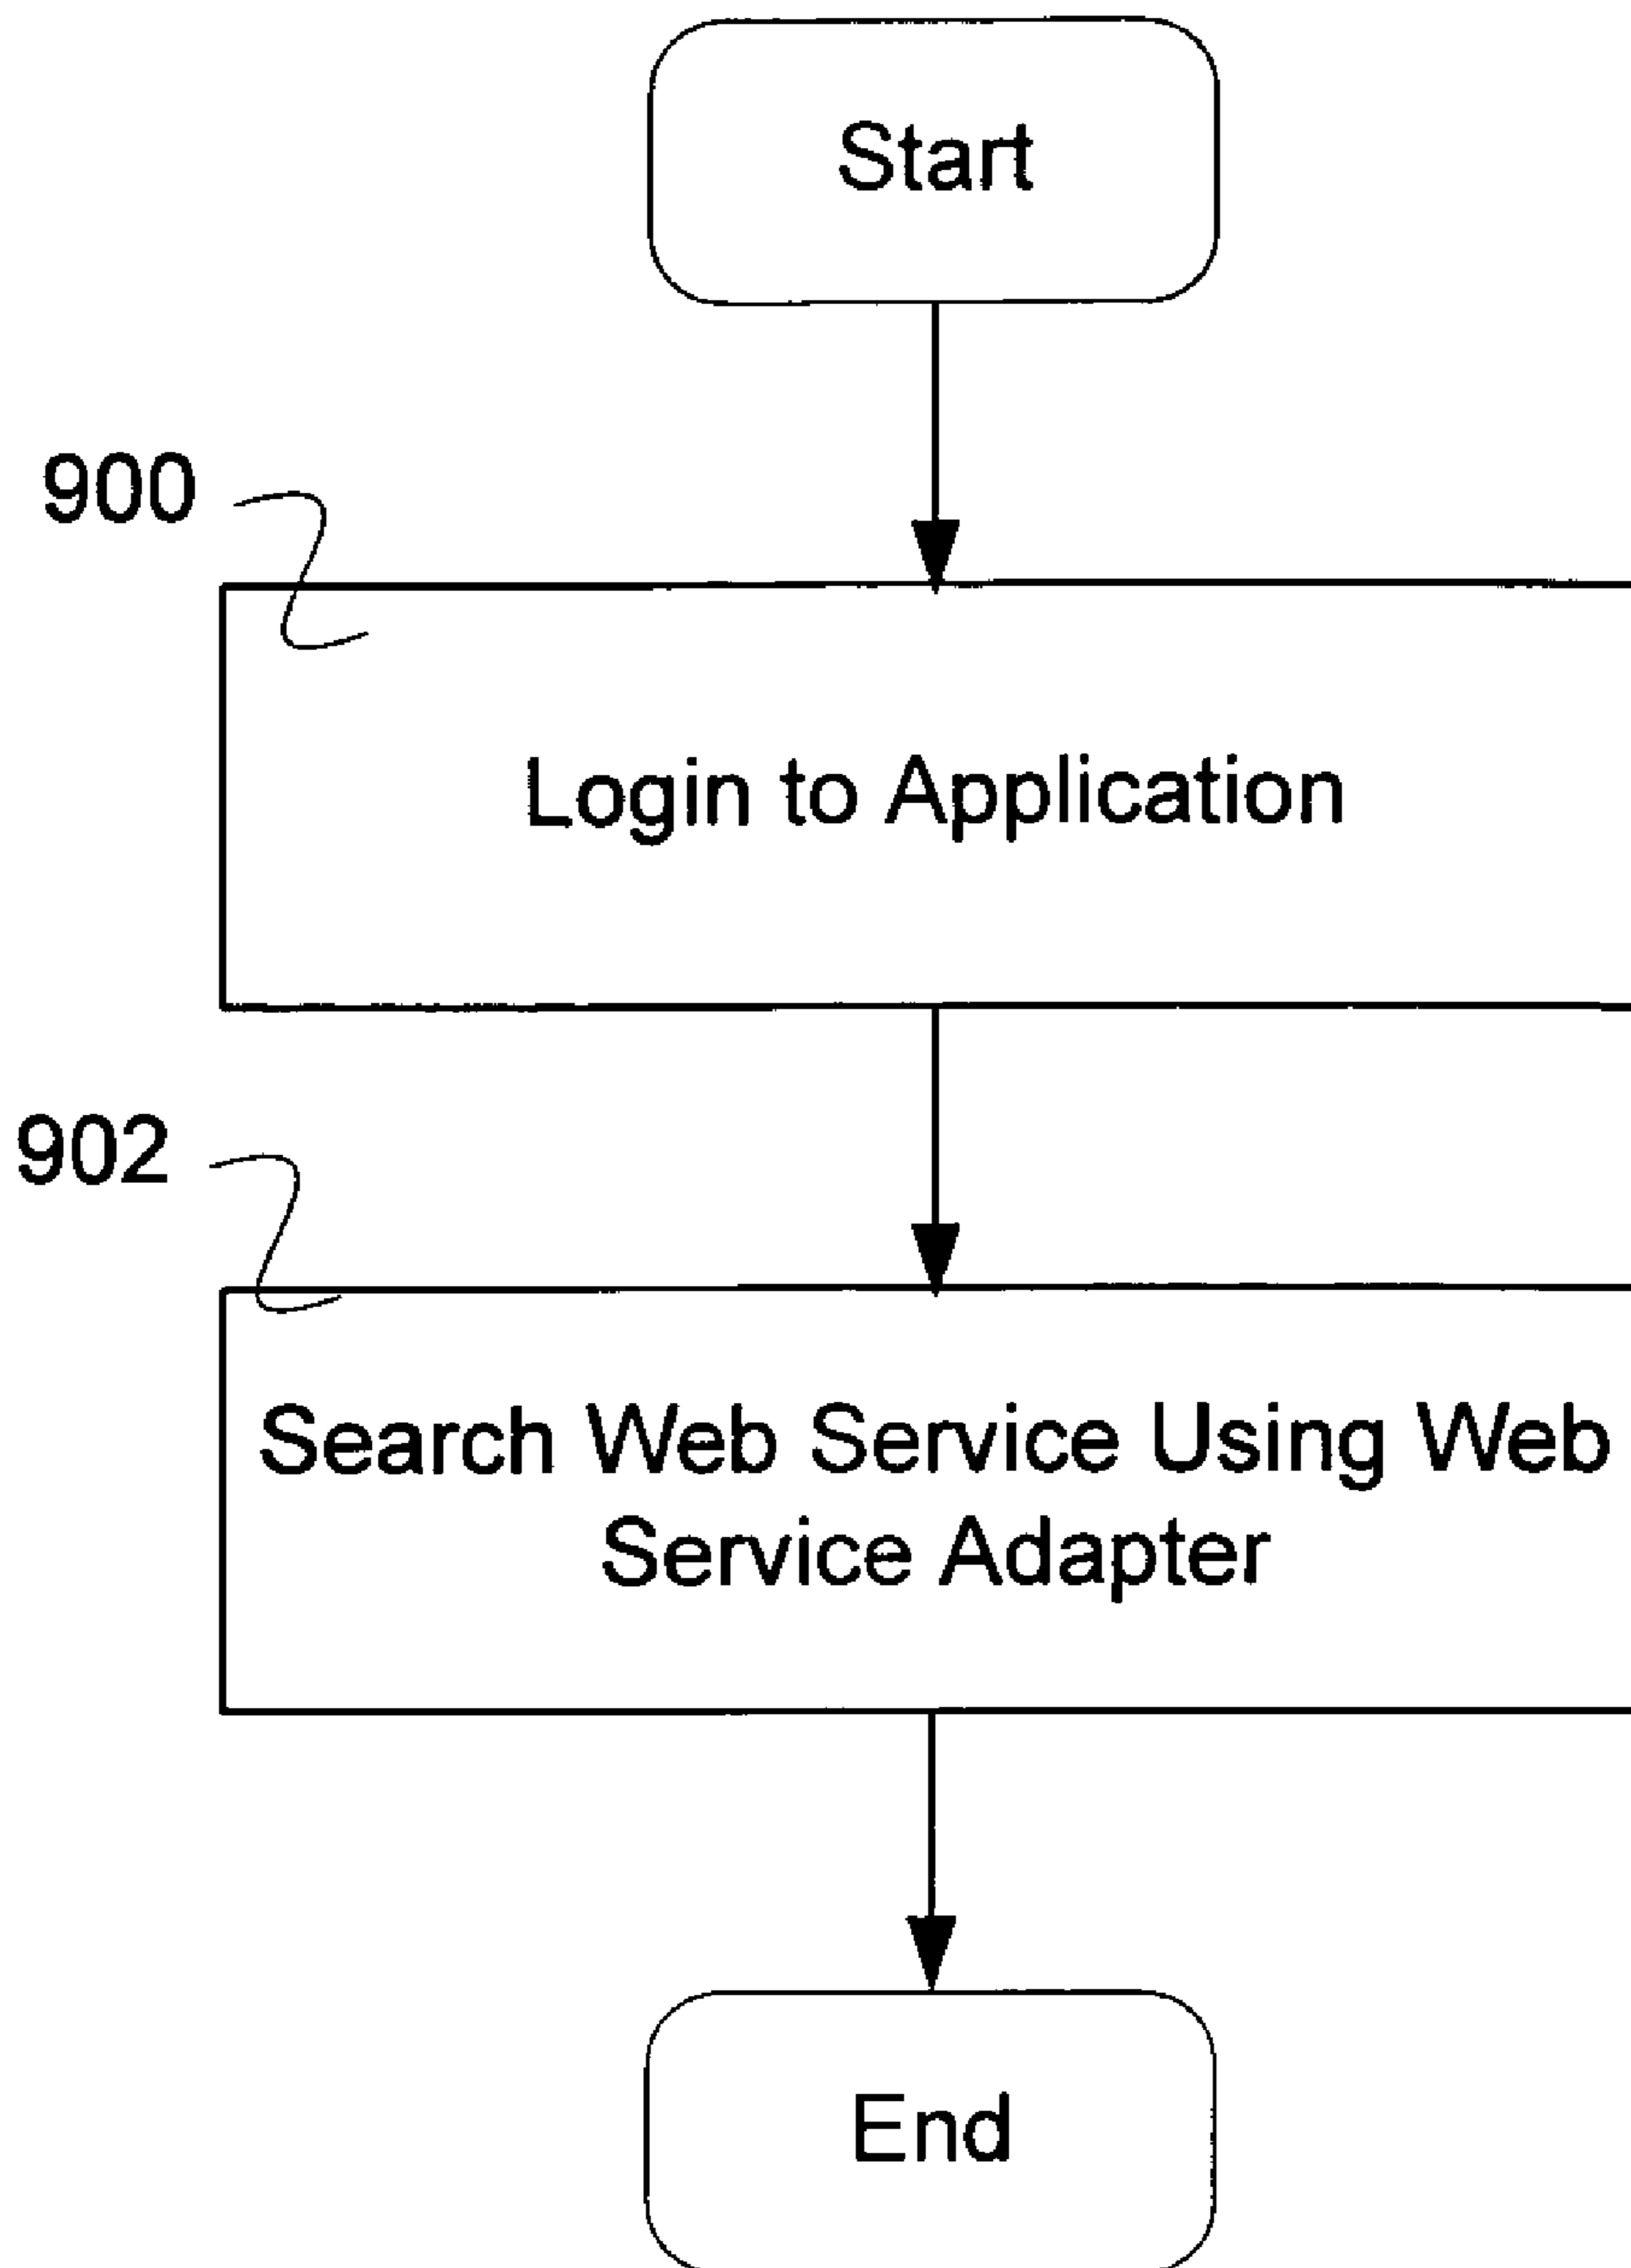 Start
900
Login to Application
902
Search Web Service Using Web
Service Adapter
End